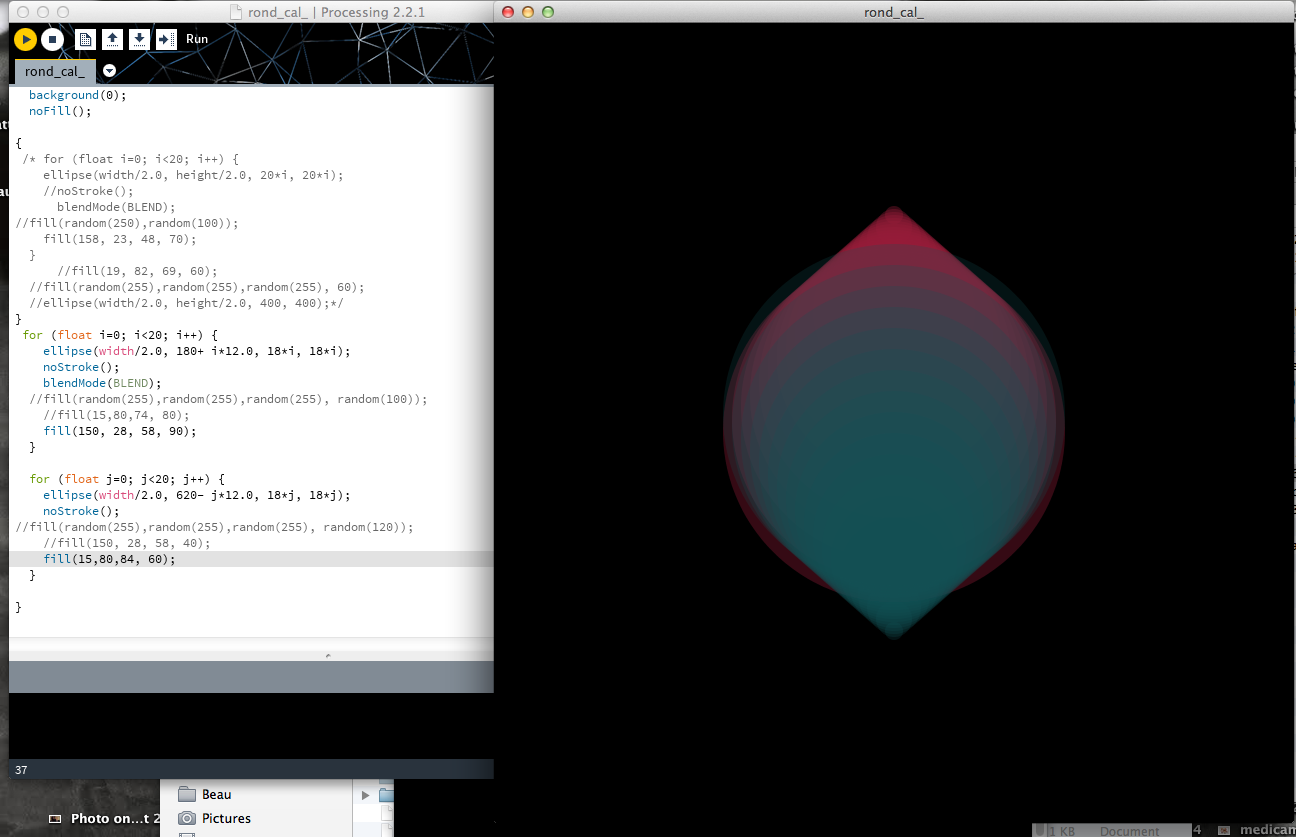 rond_cal_ | Processing 2.2.1
rond_cal_
Run
rond_cal_
background(0);
noFill();
{
/* for (float i=0; i<20; i++) {
ellipse(width/2.0, height/2.0, 20*i, 20*i);
//noStroke();
blendMode(BLEND);
//fill(random(250),random(100));
fill(158, 23, 48, 70);
}
//fill(19, 82, 69, 60);
//fill(random(255),random(255),random(255), 60);
//ellipse(width/2.0, height/2.0, 400, 400);*/
}
for (float i=0; i<20; i++) {
ellipse(width/2.0, 180+ i*12.0, 18*i, 18*i);
noStroke();
blendMode(BLEND);
//fill(random(255),random(255),random(255), random(100));
//fill(15,80,74, 80);
fill(150, 28, 58, 90);
}
for (float j=0; j<20; j++) {
ellipse(width/2.0, 620- j*12.0, 18*j, 18*j);
noStroke();
//fill(random(255),random(255),random(255), random(120));
//fill(150, 28, 58, 40);
fill(15,80,84, 60);
}
}
37
Beau
Photo on...t 2
Pictures
1 KB
Document
4
medican